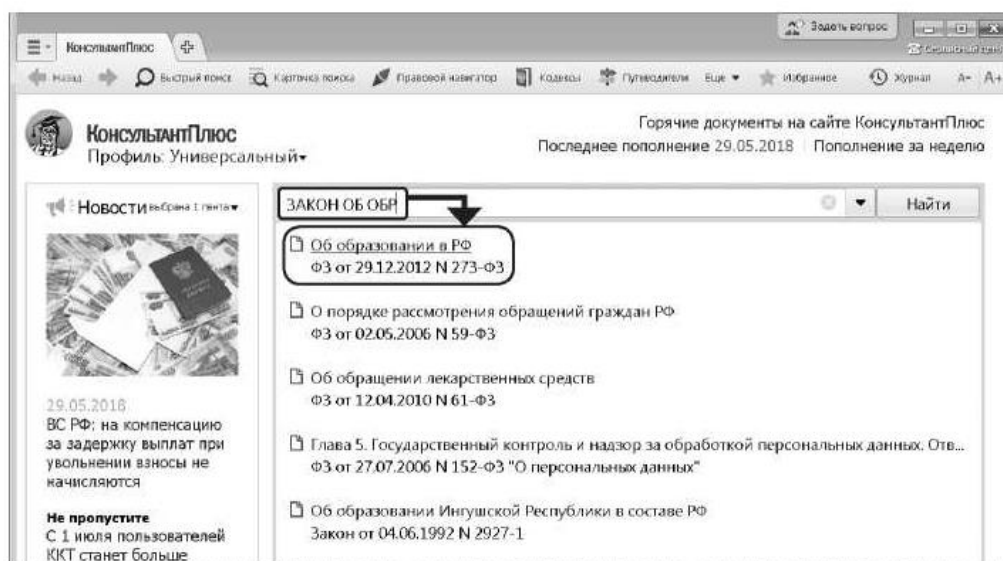 Задать вопрос
КонсультантПлюс
Назад Быстрый поиск Карточка поиска Правовой навигатор Кодексы Путеводители Еще Избранное Журнал А- А+
КонсультантПлюс
Профиль: Универсальный
Горячие документы на сайте КонсультантПлюс
Последнее пополнение 29.05.2018 Пополнение за неделю
Новости выбрана 1 лента
ЗАКОН ОБ ОБР
Найти
Об образовании в РФ
ФЗ от 29.12.2012 N 273-ФЗ
О порядке рассмотрения обращений граждан РФ
ФЗ от 02.05.2006 N 59-ФЗ
Об обращении лекарственных средств
ФЗ от 12.04.2010 N 61-ФЗ
Глава 5. Государственный контроль и надзор за обработкой персональных данных. Отв...
ФЗ от 27.07.2006 N 152-ФЗ "О персональных данных"
Об образовании Ингушской Республики в составе РФ
Закон от 04.06.1992 N 2927-1
29.05.2018
ВС РФ: на компенсацию
за задержку выплат при
увольнении взносы не
начисляются
Не пропустите
С 1 июля пользователей
ККТ станет больше